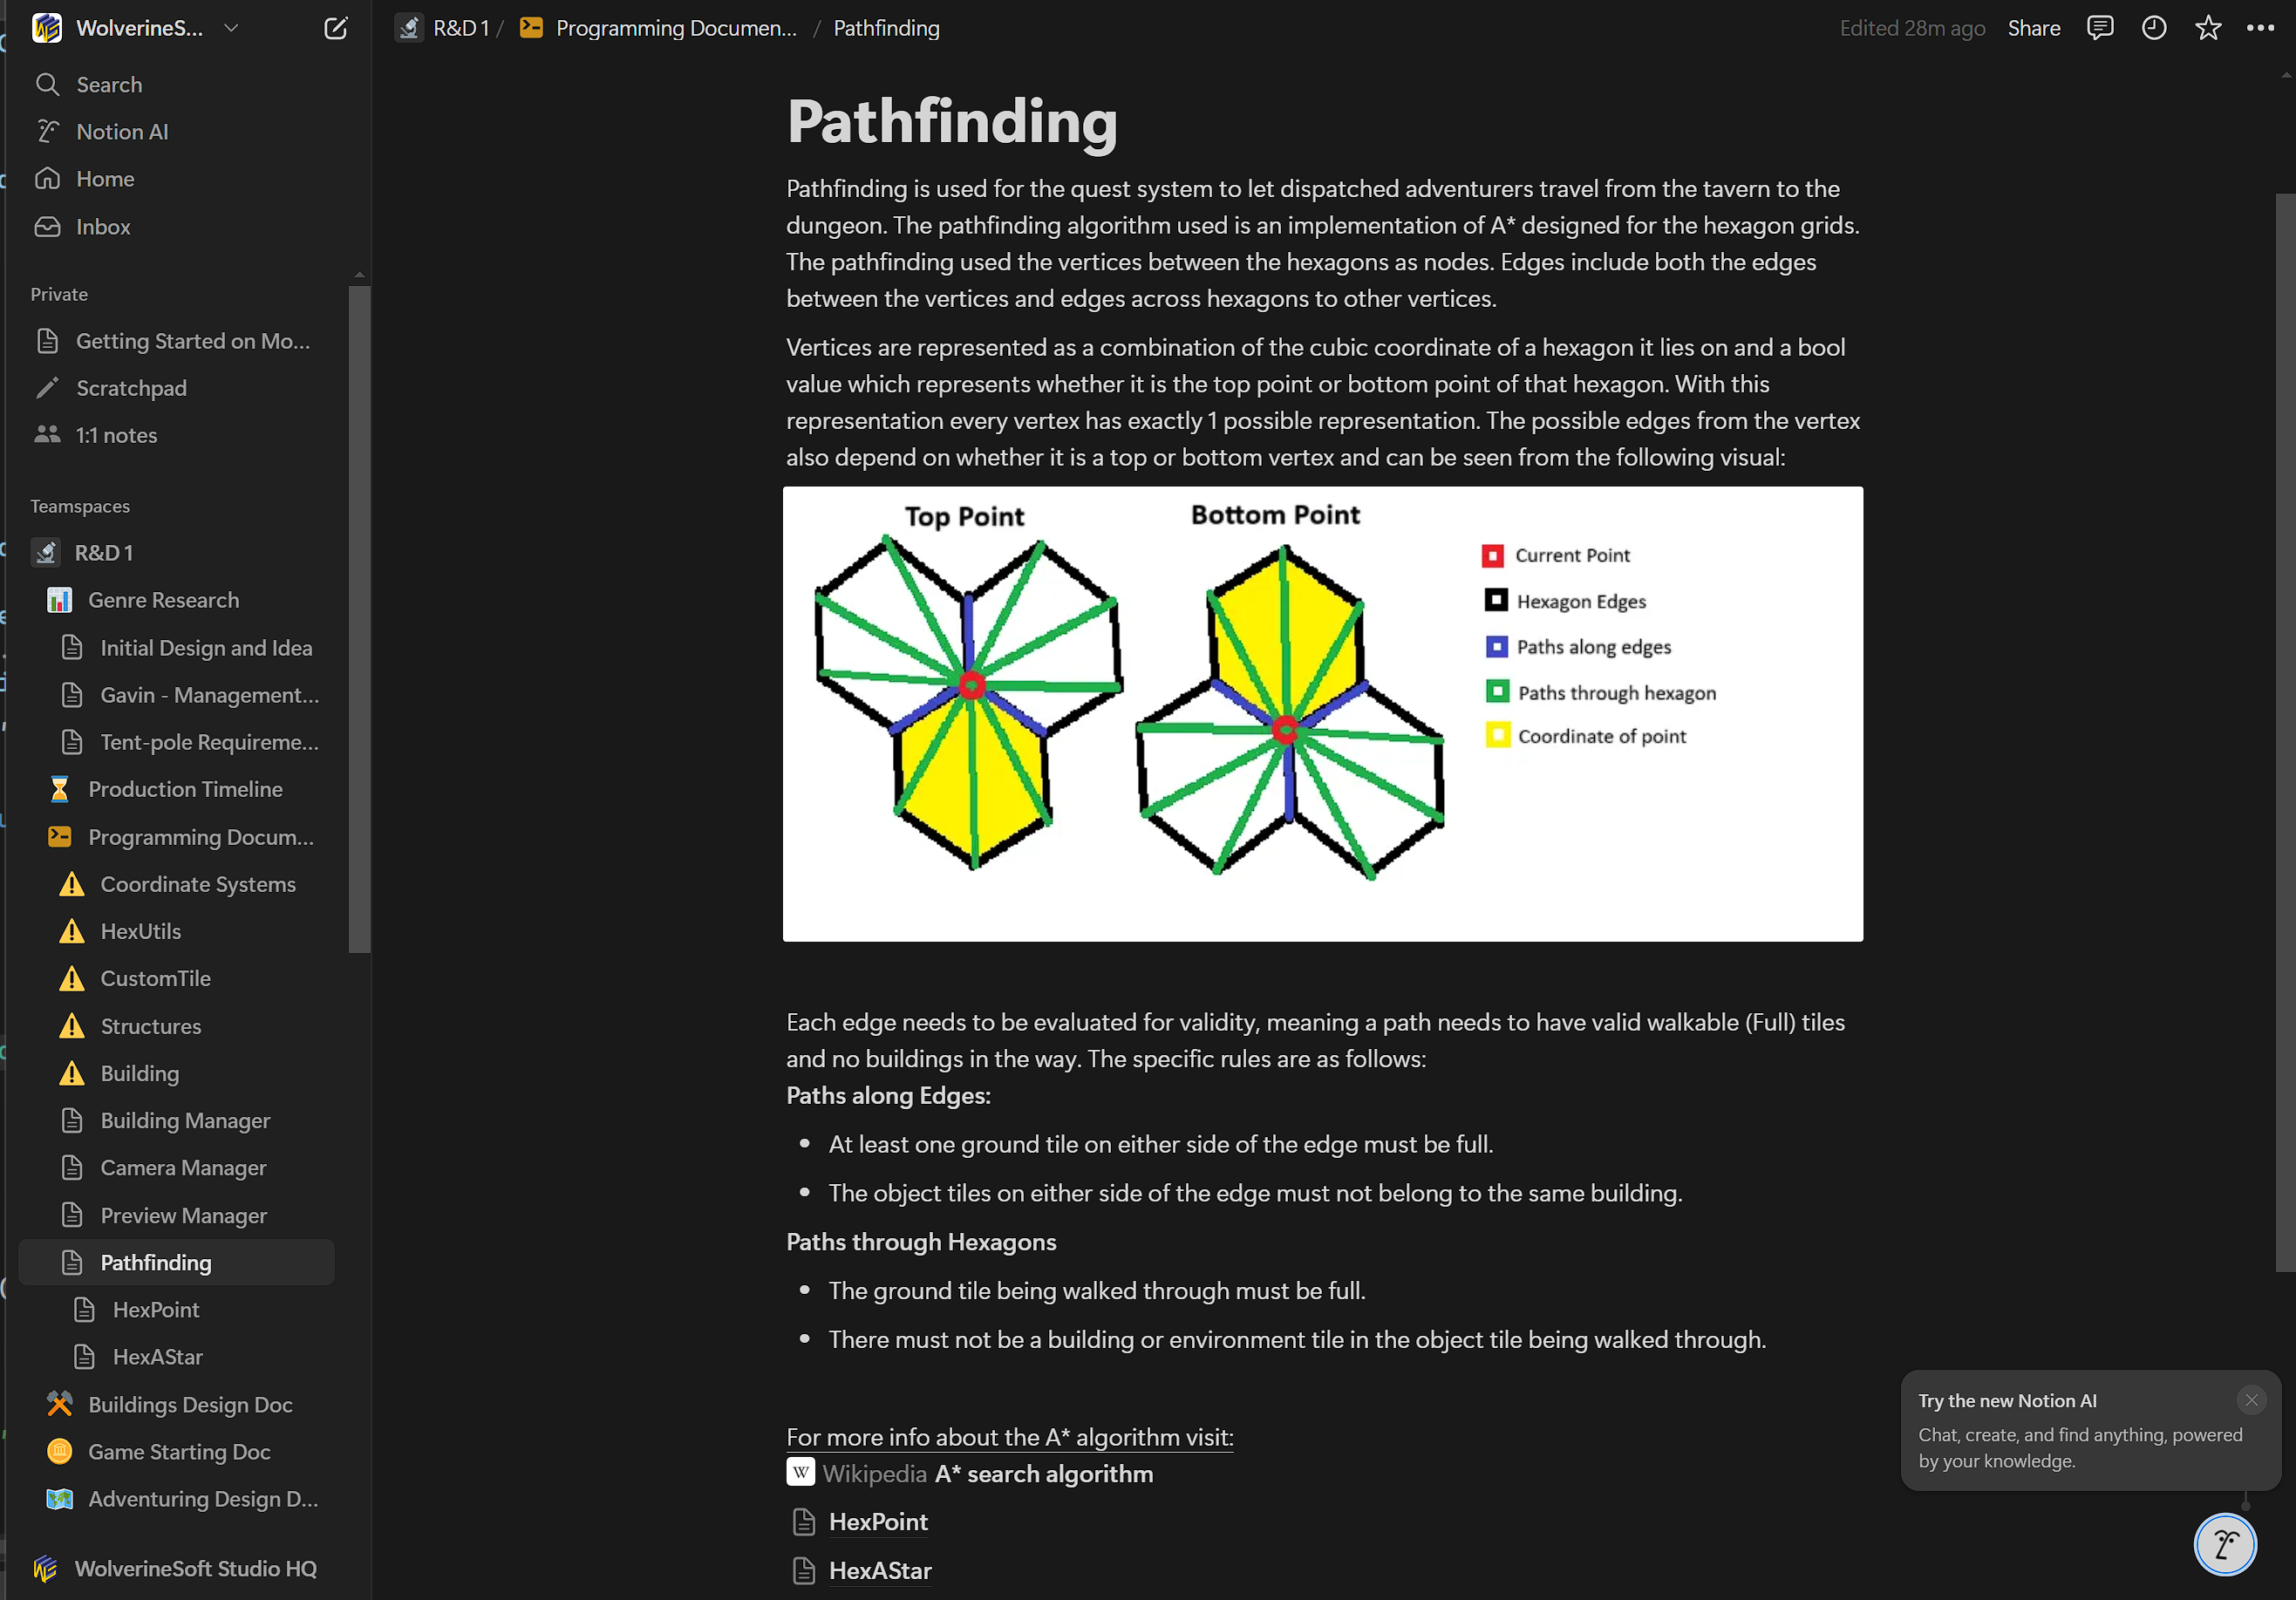 WolverineS...
Search
Notion AI
Home
Inbox
Private
Getting Started on Mo...
Scratchpad
1:1 notes
Teamspaces
R&D 1
Genre Research
Initial Design and Idea
Gavin - Management...
Tent-pole Requireme...
Production Timeline
Programming Docum...
Coordinate Systems
HexUtils
CustomTile
Structures
Building
Building Manager
Camera Manager
Preview Manager
Pathfinding
HexPoint
HexAStar
Buildings Design Doc
Game Starting Doc
Adventuring Design D...
WolverineSoft Studio HQ
R&D 1 / Programming Documen... / Pathfinding
Edited 28m ago Share
Pathfinding
Pathfinding is used for the quest system to let dispatched adventurers travel from the tavern to the
dungeon. The pathfinding algorithm used is an implementation of A* designed for the hexagon grids.
The pathfinding used the vertices between the hexagons as nodes. Edges include both the edges
between the vertices and edges across hexagons to other vertices.
Vertices are represented as a combination of the cubic coordinate of a hexagon it lies on and a bool
value which represents whether it is the top point or bottom point of that hexagon. With this
representation every vertex has exactly 1 possible representation. The possible edges from the vertex
also depend on whether it is a top or bottom vertex and can be seen from the following visual:
Top Point
Bottom Point
Current Point
Hexagon Edges
Paths along edges
Paths through hexagon
Coordinate of point
Each edge needs to be evaluated for validity, meaning a path needs to have valid walkable (Full) tiles
and no buildings in the way. The specific rules are as follows:
Paths along Edges:
• At least one ground tile on either side of the edge must be full.
• The object tiles on either side of the edge must not belong to the same building.
Paths through Hexagons
• The ground tile being walked through must be full.
• There must not be a building or environment tile in the object tile being walked through.
For more info about the A* algorithm visit:
W Wikipedia A* search algorithm
HexPoint
HexAStar
Try the new Notion AI
Chat, create, and find anything, powered
by your knowledge.